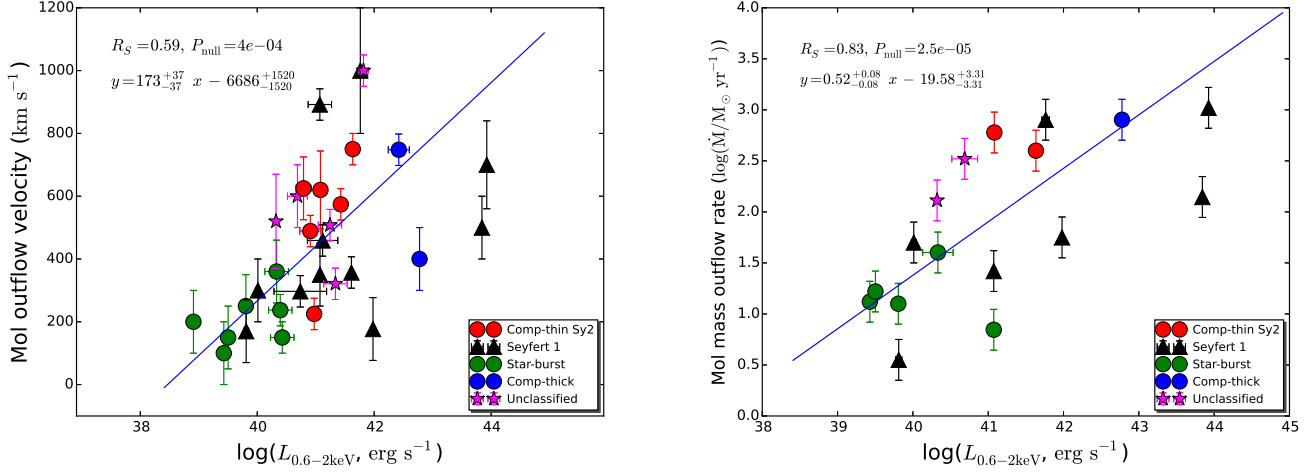 1200
1000
800
600
400
200
0
38
40
42
44
Mol outflow velocity (km s⁻¹)
log(L₀.₆₋₂keV, erg s⁻¹)
R_S =0.59, P_null=4e−04
y=173⁺³⁷₋₃₇ x − 6686⁺¹⁵²⁰₋₁₅₂₀
Comp-thin Sy2
Seyfert 1
Star-burst
Comp-thick
Unclassified
4.0
3.5
3.0
2.5
2.0
1.5
1.0
0.5
0.0
38
39
40
41
42
43
44
45
Mol mass outflow rate (log(Ṁ/M⊙ yr⁻¹))
log(L₀.₆₋₂keV, erg s⁻¹)
R_S =0.83, P_null=2.5e−05
y=0.52⁺⁰·⁰⁸₋₀.₀₈ x − 19.58⁺³·³¹₋₃.₃₁
Comp-thin Sy2
Seyfert 1
Star-burst
Comp-thick
Unclassified